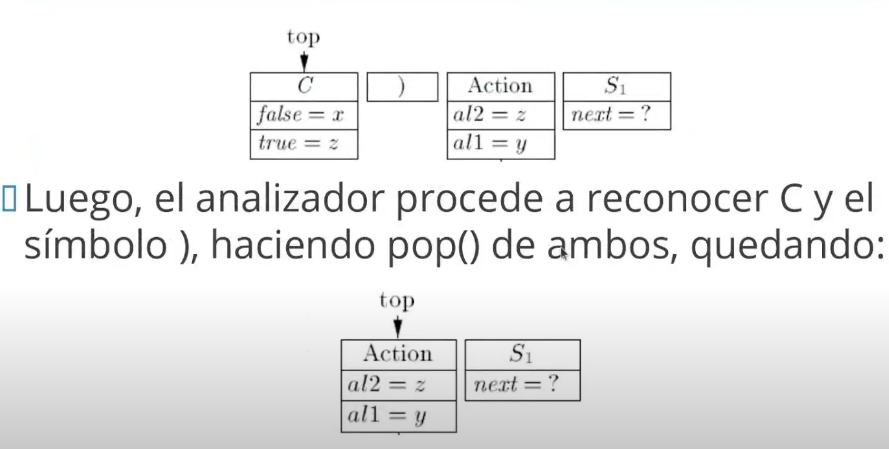 top
C ) Action S₁
false = x al2 = z next = ?
true = z al1 = y
Luego, el analizador procede a reconocer C y el
símbolo ), haciendo pop() de ambos, quedando:
top
Action S₁
al2 = z next = ?
al1 = y